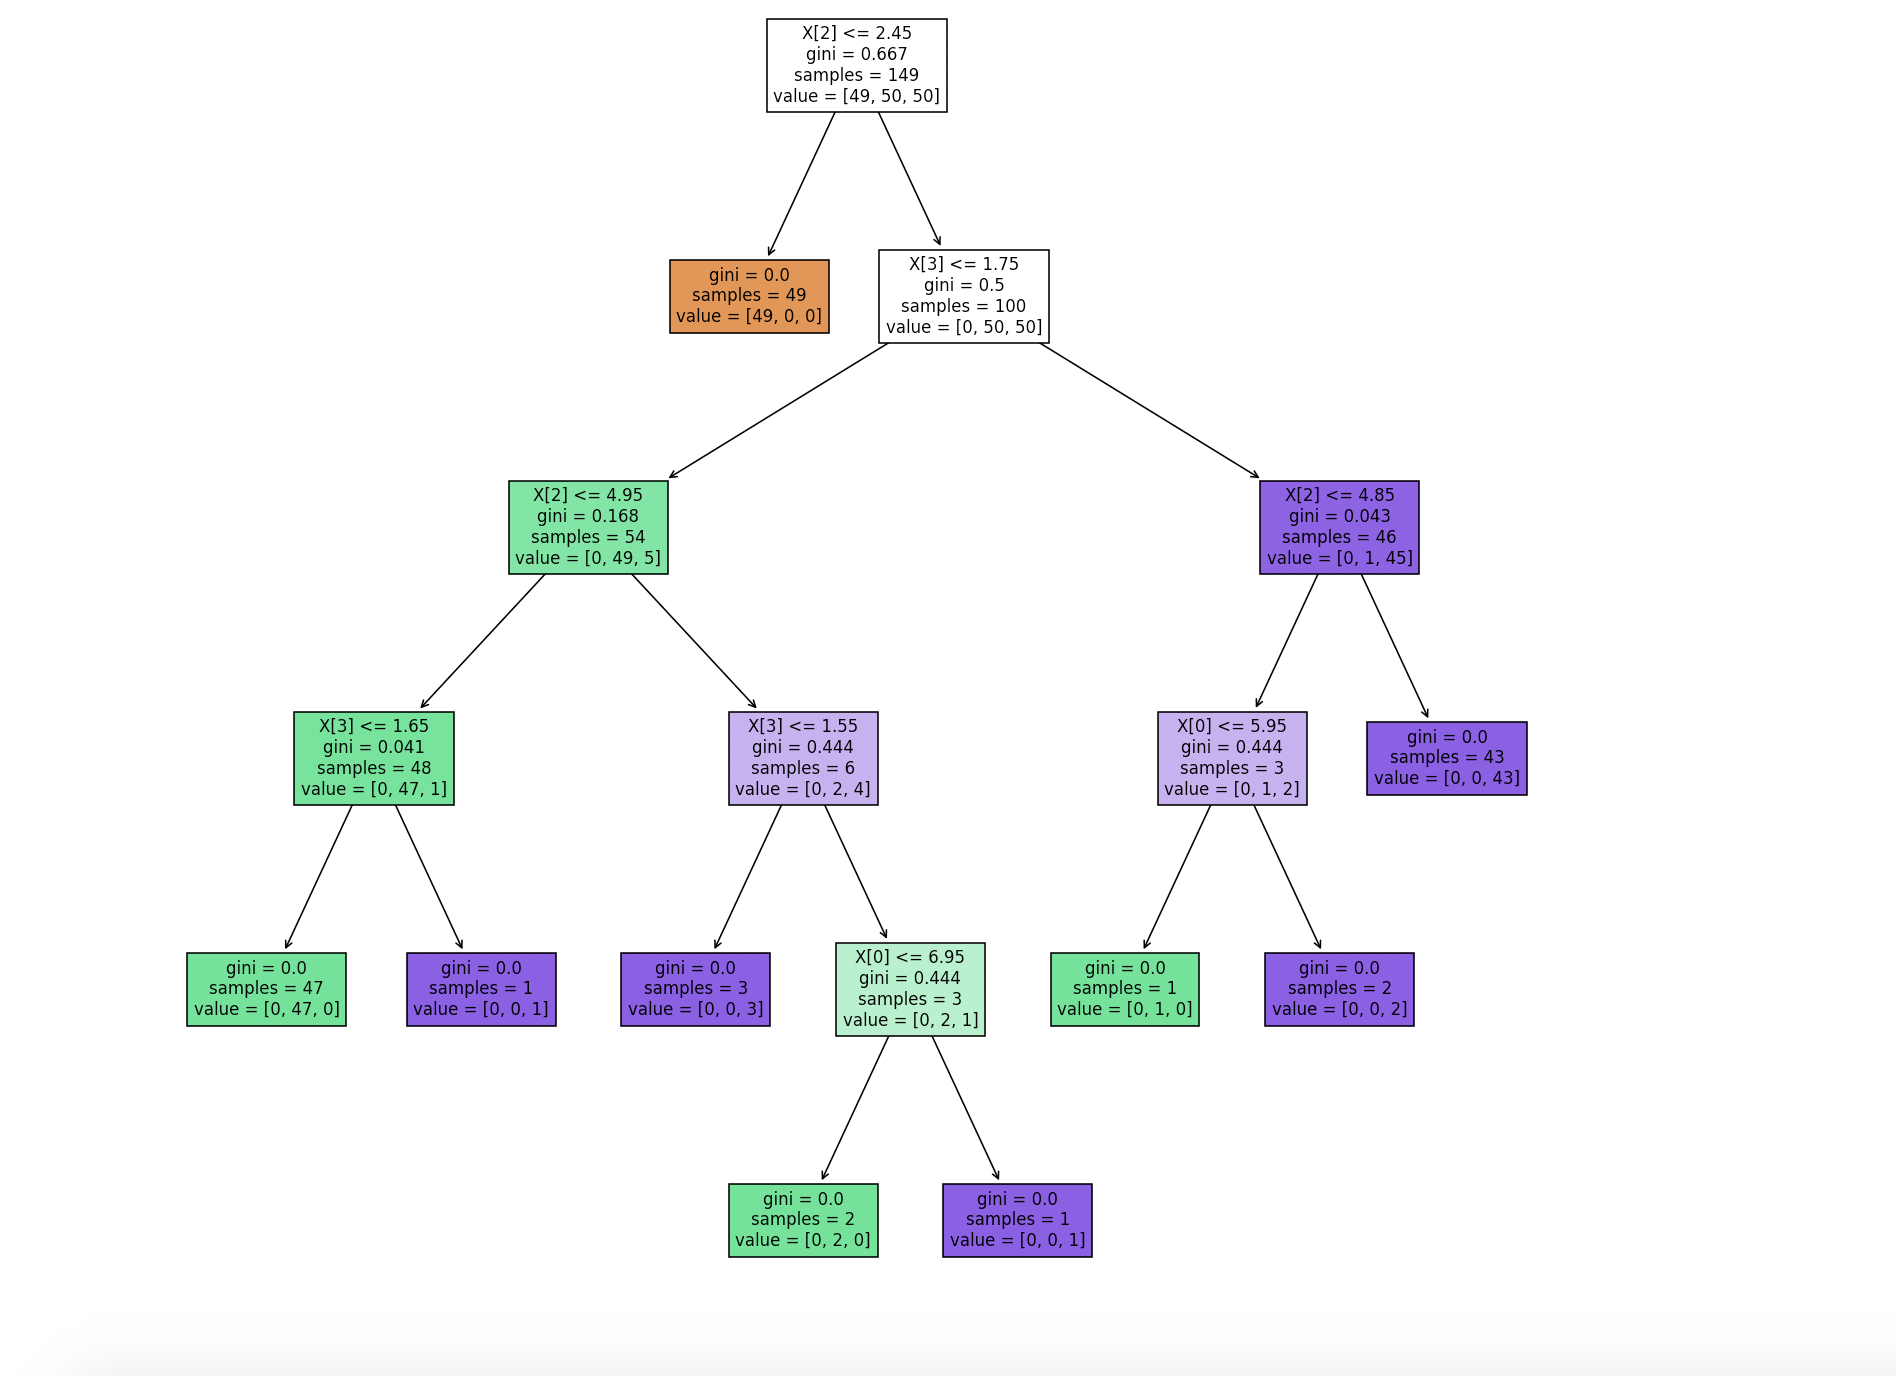 X[2] <= 2.45
gini = 0.667
samples = 149
value = [49, 50, 50]
gini = 0.0
samples = 49
value = [49, 0, 0]
X[3] <= 1.75
gini = 0.5
samples = 100
value = [0, 50, 50]
X[2] <= 4.95
gini = 0.168
samples = 54
value = [0, 49, 5]
X[2] <= 4.85
gini = 0.043
samples = 46
value = [0, 1, 45]
X[3] <= 1.65
gini = 0.041
samples = 48
value = [0, 47, 1]
X[3] <= 1.55
gini = 0.444
samples = 6
value = [0, 2, 4]
X[0] <= 5.95
gini = 0.444
samples = 3
value = [0, 1, 2]
gini = 0.0
samples = 43
value = [0, 0, 43]
gini = 0.0
samples = 47
value = [0, 47, 0]
gini = 0.0
samples = 1
value = [0, 0, 1]
gini = 0.0
samples = 3
value = [0, 0, 3]
X[0] <= 6.95
gini = 0.444
samples = 3
value = [0, 2, 1]
gini = 0.0
samples = 1
value = [0, 1, 0]
gini = 0.0
samples = 2
value = [0, 0, 2]
gini = 0.0
samples = 2
value = [0, 2, 0]
gini = 0.0
samples = 1
value = [0, 0, 1]